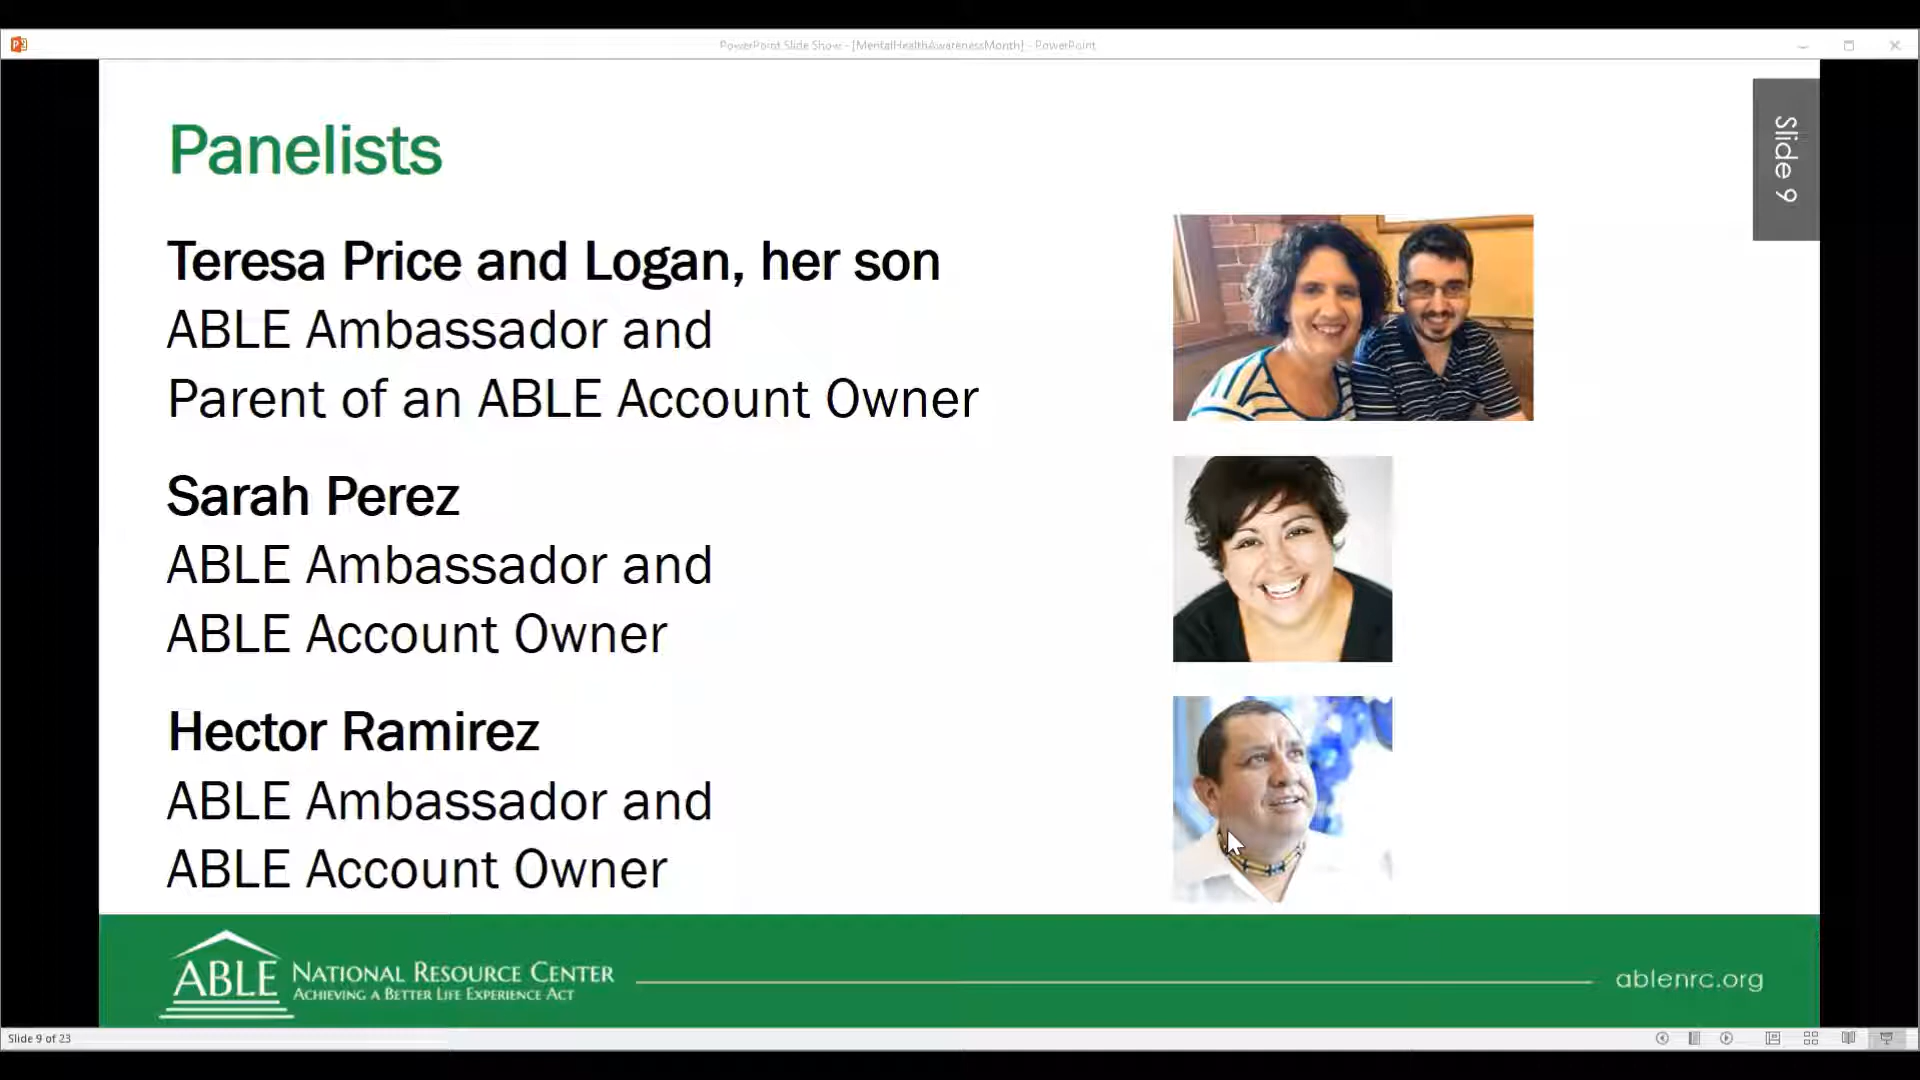 PowerPoint Slide Show - [MentalHealthAwarenessMonth] - PowerPoint
Slide 9
Panelists
Teresa Price and Logan, her son
ABLE Ambassador and
Parent of an ABLE Account Owner
Sarah Perez
ABLE Ambassador and
ABLE Account Owner
Hector Ramirez
ABLE Ambassador and
ABLE Account Owner
ABLE NATIONAL RESOURCE CENTER
ACHIEVING A BETTER LIFE EXPERIENCE ACT
ablenrc.org
Slide 9 of 23